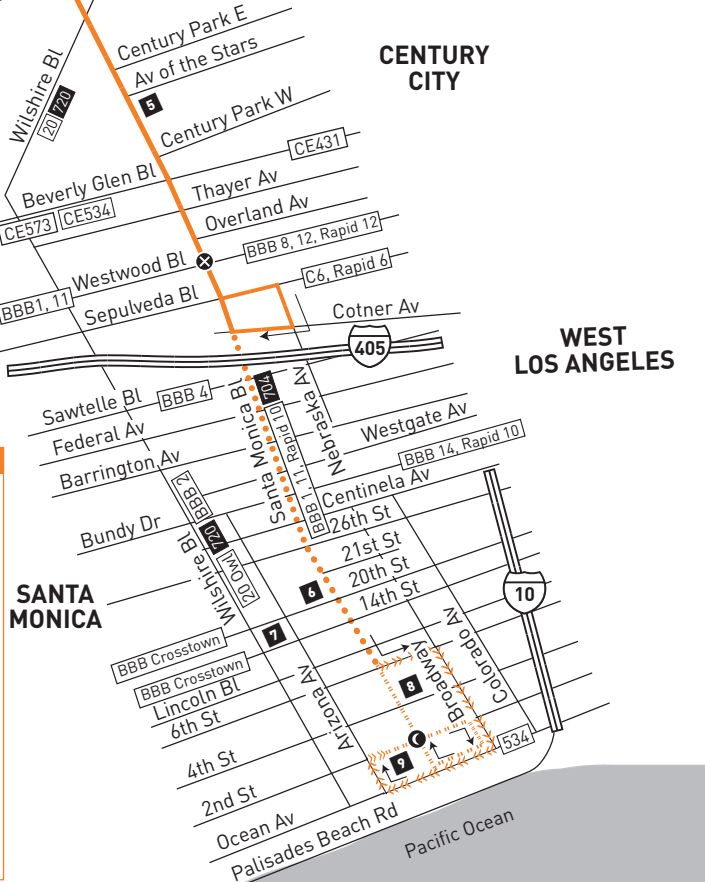 Century Park E
Av of the Stars
CENTURY
CITY
Wilshire Bl
20
720
5
Century Park W
CE431
Beverly Glen Bl
Thayer Av
CE573
CE534
Overland Av
BBB 8, 12, Rapid 12
Westwood Bl
C6, Rapid 6
BBB1, 11
Sepulveda Bl
Cotner Av
405
WEST
LOS ANGELES
Sawtelle Bl
BBB 4
704
Santa Monica Bl
BBB 1, 11, Rapid 10
Nebraska Av
Federal Av
Westgate Av
Barrington Av
BBB 14, Rapid 10
Centinela Av
BBB 2
Bundy Dr
720
26th St
20 Owl
Wilshire Bl
21st St
20th St
14th St
SANTA
MONICA
6
10
7
BBB Crosstown
BBB Crosstown
Lincoln Bl
6th St
Arizona Av
8
Broadway
Colorado Av
4th St
534
9
2nd St
Ocean Av
Palisades Beach Rd
Pacific Ocean